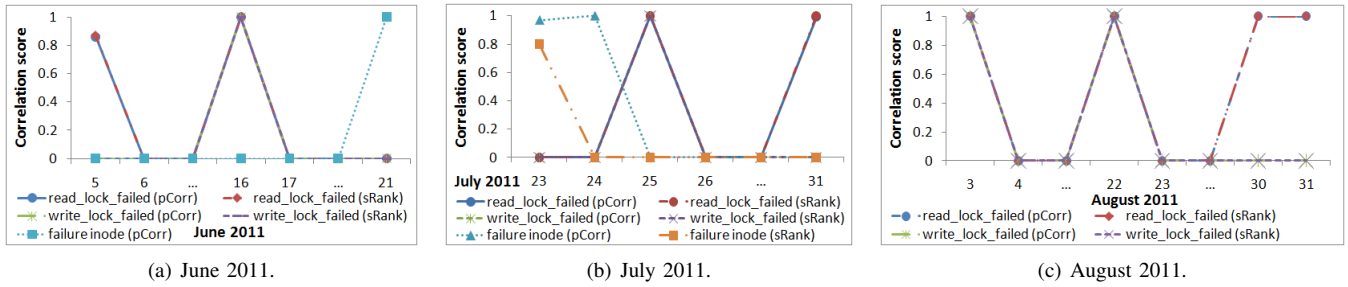 Correlation score
1
0.8
0.6
0.4
0.2
0
5 6 ... 16 17 ... 21
read_lock_failed (pCorr) read_lock_failed (sRank)
write_lock_failed (pCorr) write_lock_failed (sRank)
failure inode (pCorr) June 2011
(a) June 2011.
Correlation score
1
0.8
0.6
0.4
0.2
0
July 2011 23 24 25 26 ... 31
read_lock_failed (pCorr) read_lock_failed (sRank)
write_lock_failed (pCorr) write_lock_failed (sRank)
failure inode (pCorr) failure inode (sRank)
(b) July 2011.
Correlation score
1
0.8
0.6
0.4
0.2
0
3 4 ... 22 23 ... 30 31
August 2011
read_lock_failed (pCorr) read_lock_failed (sRank)
write_lock_failed (pCorr) write_lock_failed (sRank)
(c) August 2011.